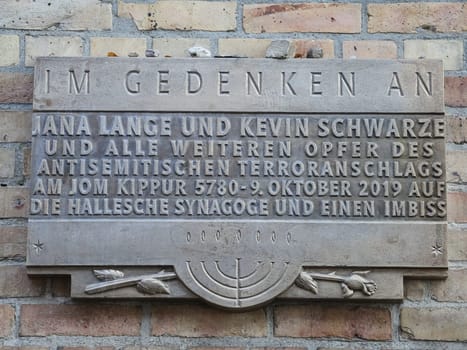 IM GEDENKEN AN
JANA LANGE UND KEVIN SCHWARZE
UND ALLE WEITEREN OPFER DES
ANTISEMITISCHEN TERRORANSCHLAGS
AM JOM KIPPUR 5780-9. OKTOBER 2019 AUF
DIE HALLESCHE SYNAGOGE UND EINEN IMBISS